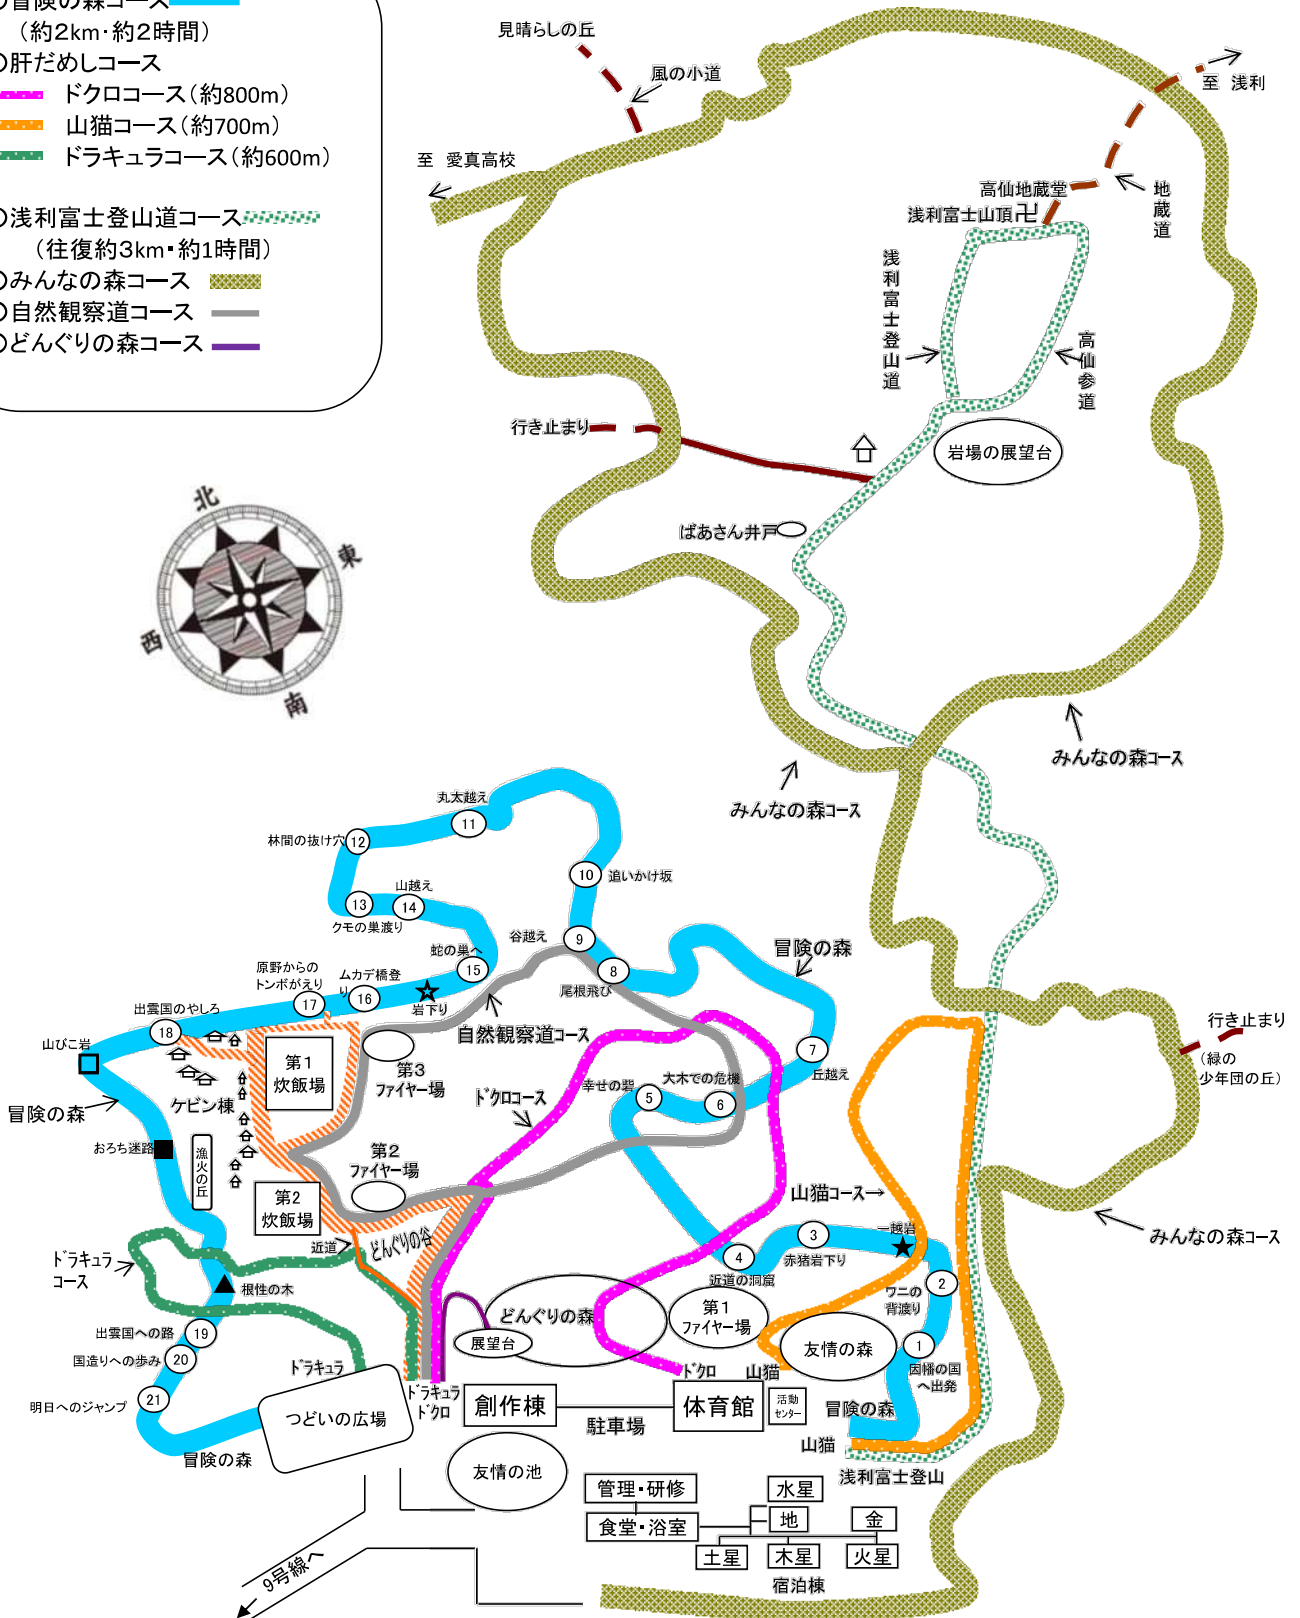 の冒険の森コース
(約2km・約2時間)
の肝だめしコース
ドクロコース(約800m)
山猫コース(約700m)
ドラキュラコース(約600m)
の浅利富士登山道コース
(往復約3km・約1時間)
のみんなの森コース
の自然観察道コース
のどんぐりの森コース
見晴らしの丘
風の小道
至 浅利
至 愛真高校
高仙地蔵堂
浅利富士山頂卍
地蔵道
浅利富士登山道
高仙参道
行き止まり
岩場の展望台
ばあさん井戸
北
東
西
南
みんなの森コース
みんなの森コース
丸太越え
11
林間の抜け穴
12
10
追いかけ坂
山越え
13
14
クモの巣渡り
谷越え
9
冒険の森
蛇の巣へ
15
8
尾根飛び
原野からの
トンボがえり
ムカデ橋登
り
16
17
岩下り
自然観察道コース
出雲国のやしろ
18
山びこ岩
行き止まり
(緑の
少年団の丘)
第1
炊飯場
第3
ファイヤー場
7
丘越え
大木での危機
幸せの砦
5
6
ドクロコース
ケビン棟
冒険の森
おろち迷路
漁火の丘
第2
ファイヤー場
第2
炊飯場
山猫コース→
みんなの森コース
近道
どんぐりの谷
3
一越岩
4
赤猪岩下り
近道の洞窟
ドラキュラ
コース
根性の木
2
ワニの
背渡り
どんぐりの森
第1
ファイヤー場
展望台
友情の森
1
因幡の国
へ出発
出雲国への路
19
国造りへの歩み
20
21
明日へのジャンプ
ドラキュラ
ドクロ
山猫
ドラキュラ
ドクロ
創作棟
体育館
活動
センター
駐車場
つどいの広場
冒険の森
冒険の森
山猫
浅利富士登山
友情の池
管理・研修
水星
食堂・浴室
地
金
土星
木星
火星
宿泊棟
9号線へ